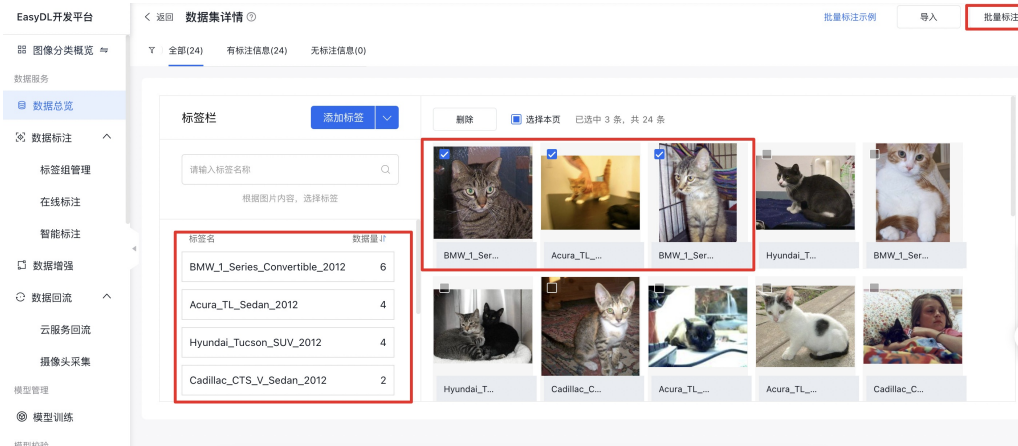 EasyDL开发平台
返回 数据集详情
批量标注示例
导入
批量标注
图像分类概览
全部(24)
有标注信息(24)
无标注信息(0)
数据服务
数据总览
数据标注
标签组管理
在线标注
智能标注
数据增强
数据回流
云服务回流
摄像头采集
模型管理
模型训练
标签栏
添加标签
请输入标签名称
根据图片内容，选择标签
标签名 数据量
BMW_1_Series_Convertible_2012 6
Acura_TL_Sedan_2012 4
Hyundai_Tucson_SUV_2012 4
Cadillac_CTS_V_Sedan_2012 2
删除
选择本页 已选中 3 条，共 24 条
BMW_1_Ser... Acura_TL_... BMW_1_Ser... Hyundai_T... BMW_1_Ser...
Hyundai_T... Cadillac_C... Acura_TL_... Acura_TL_... Cadillac_C...